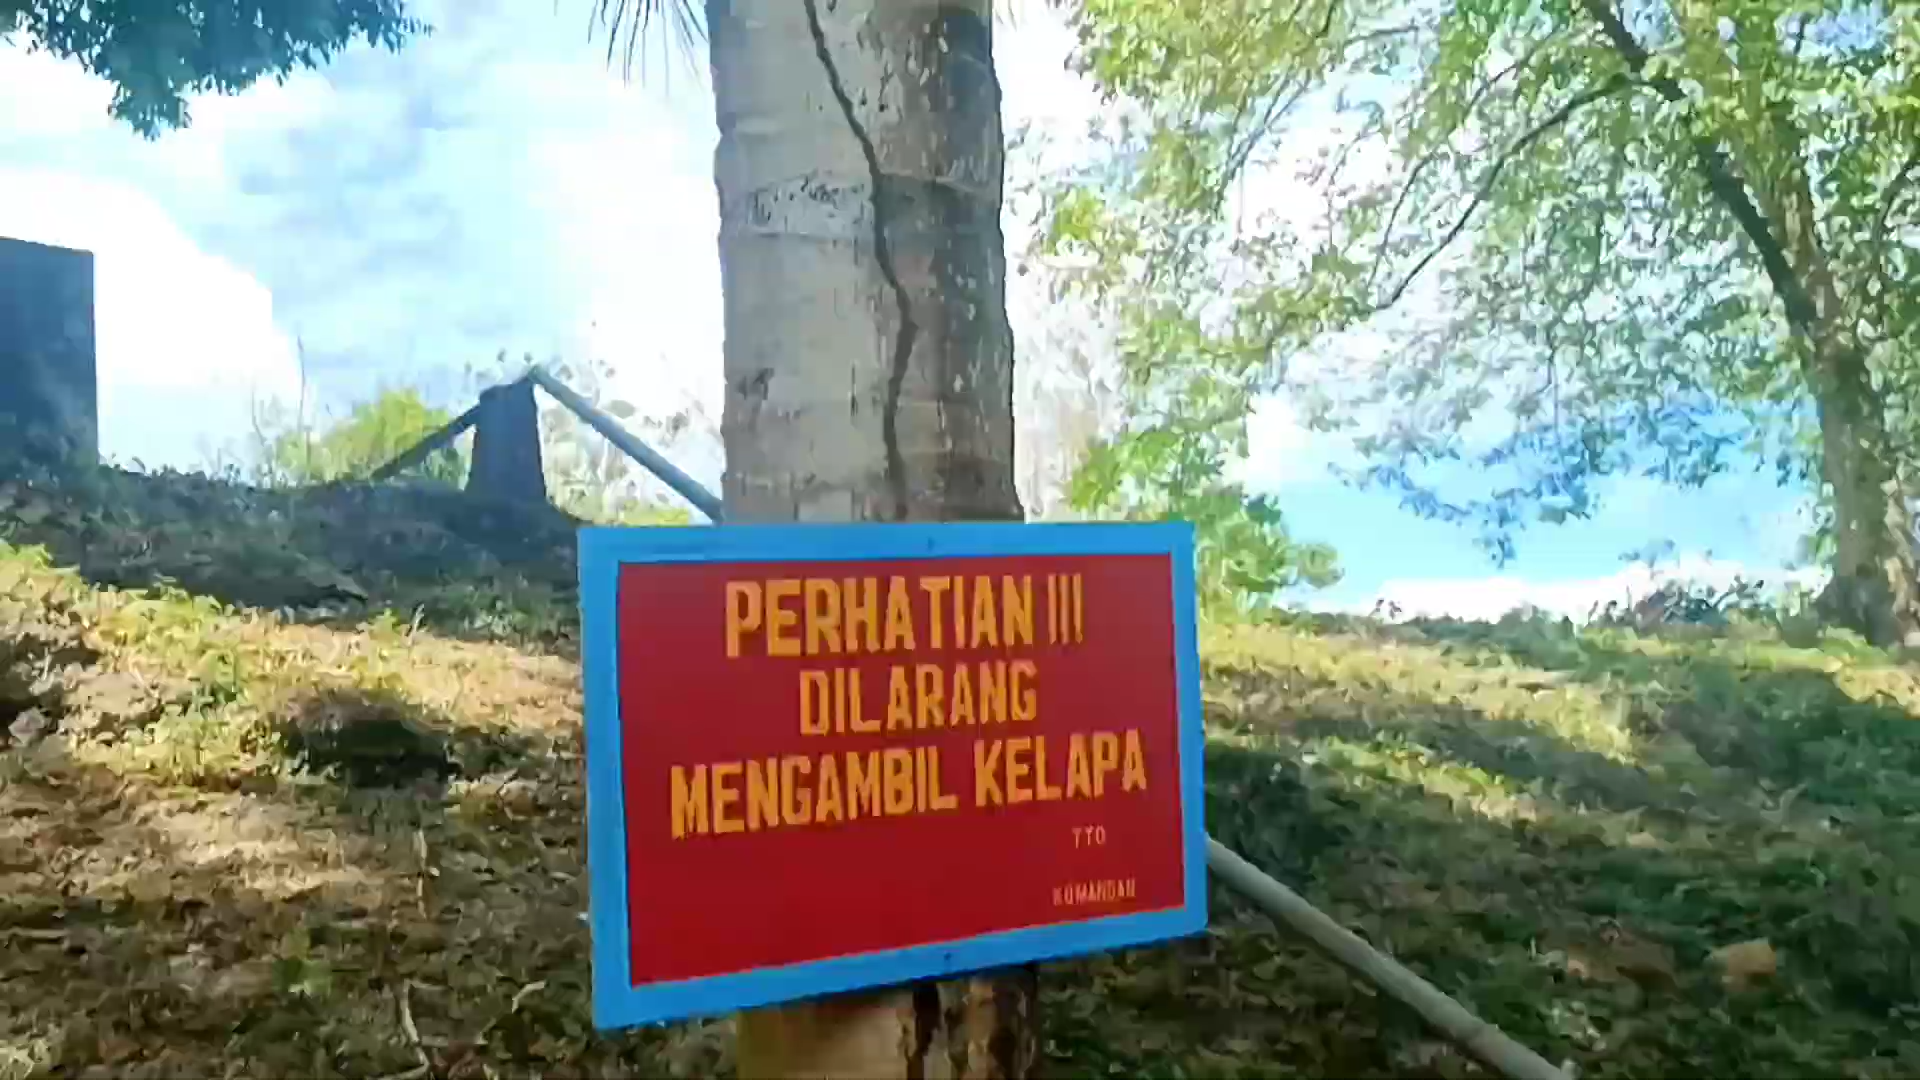 PERHATIAN !!!
DILARANG
MENGAMBIL KELAPA
TTD
KOMANDAN